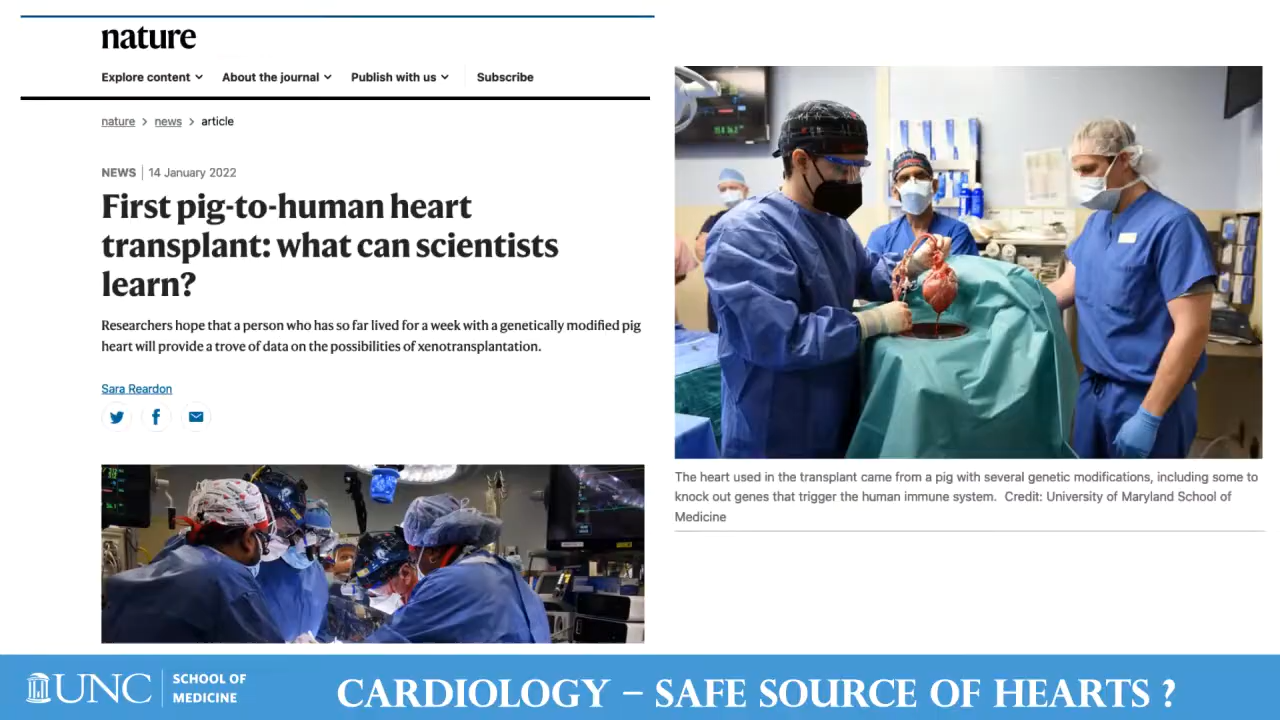 nature
Explore content About the journal Publish with us Subscribe
nature > news > article
NEWS | 14 January 2022
First pig-to-human heart
transplant: what can scientists
learn?
Researchers hope that a person who has so far lived for a week with a genetically modified pig
heart will provide a trove of data on the possibilities of xenotransplantation.
Sara Reardon
The heart used in the transplant came from a pig with several genetic modifications, including some to
knock out genes that trigger the human immune system. Credit: University of Maryland School of
Medicine
UNC SCHOOL OF
MEDICINE
CARDIOLOGY – SAFE SOURCE OF HEARTS ?